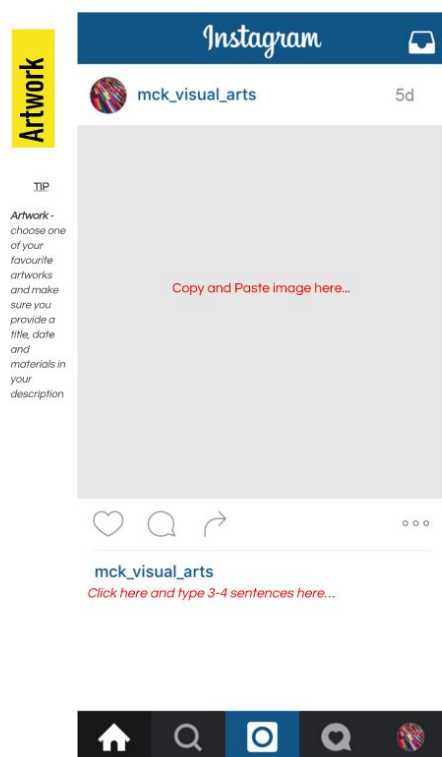 Artwork
TIP
Artwork -
choose one
of your
favourite
artworks
and make
sure you
provide a
title, date
and
materials in
your
description
Instagram
mck_visual_arts
5d
Copy and Paste image here...
mck_visual_arts
Click here and type 3-4 sentences here...